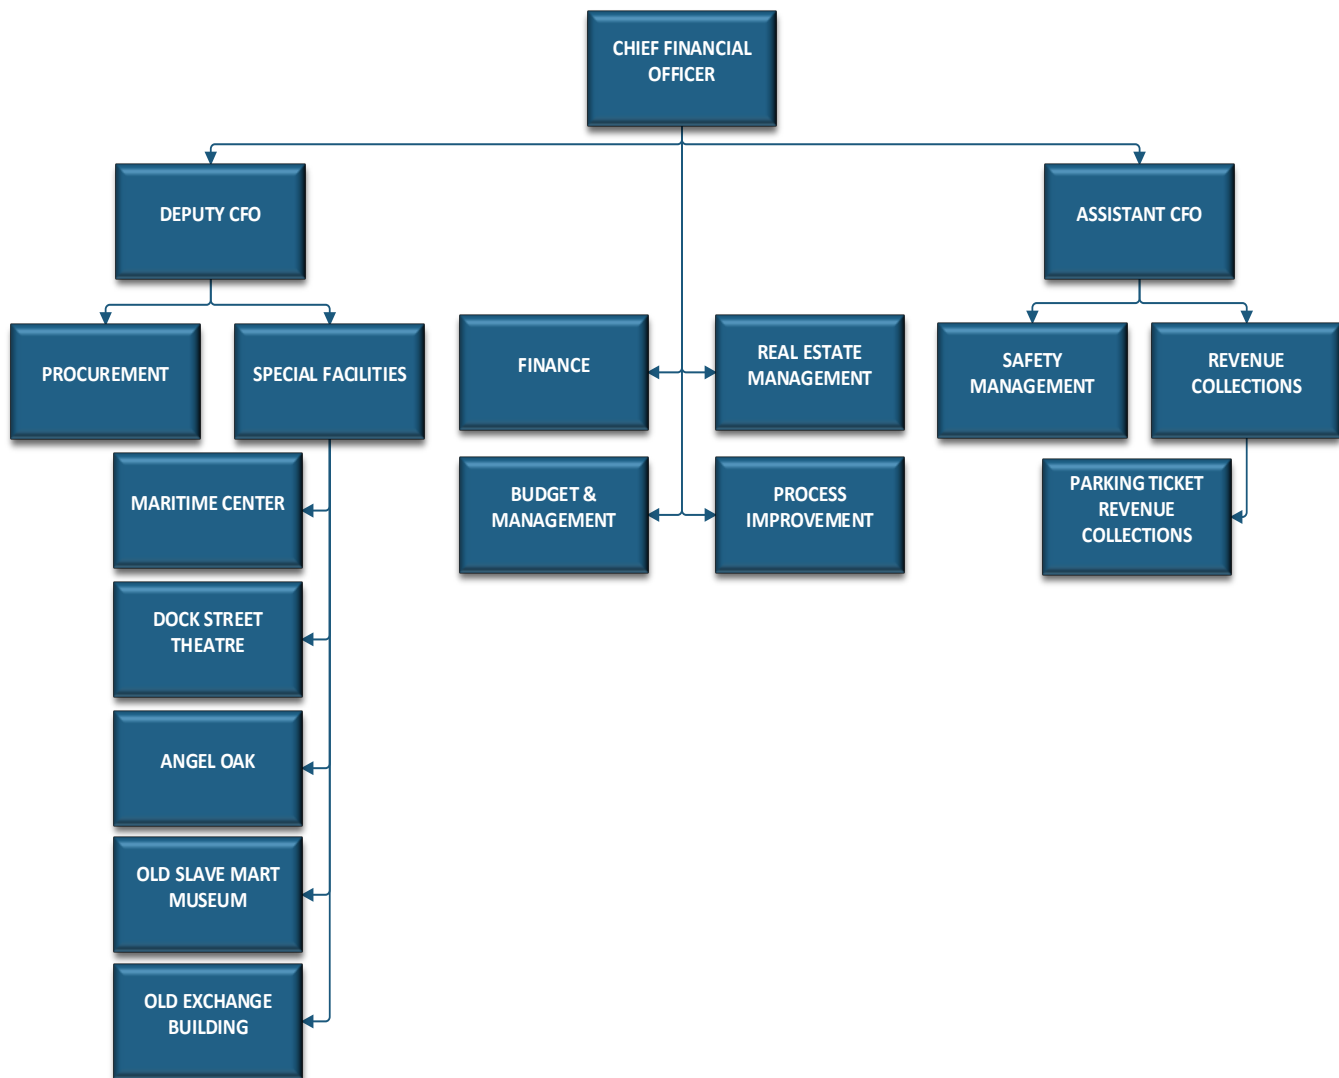 CHIEF FINANCIAL
OFFICER
DEPUTY CFO
ASSISTANT CFO
PROCUREMENT
SPECIAL FACILITIES
FINANCE
REAL ESTATE
MANAGEMENT
SAFETY
MANAGEMENT
REVENUE
COLLECTIONS
MARITIME CENTER
BUDGET &
MANAGEMENT
PROCESS
IMPROVEMENT
PARKING TICKET
REVENUE
COLLECTIONS
DOCK STREET
THEATRE
ANGEL OAK
OLD SLAVE MART
MUSEUM
OLD EXCHANGE
BUILDING